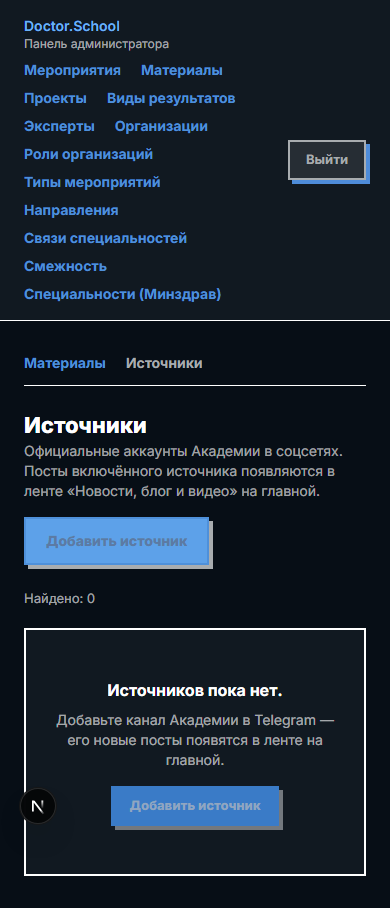 Doctor.School
Панель администратора
Мероприятия Материалы
Проекты Виды результатов
Эксперты Организации
Роли организаций
Выйти
Типы мероприятий
Направления
Связи специальностей
Смежность
Специальности (Минздрав)
Материалы Источники
Источники
Официальные аккаунты Академии в соцсетях.
Посты включённого источника появляются в
ленте «Новости, блог и видео» на главной.
Добавить источник
Найдено: 0
Источников пока нет.
Добавьте канал Академии в Telegram —
его новые посты появятся в ленте на
главной.
Добавить источник
N